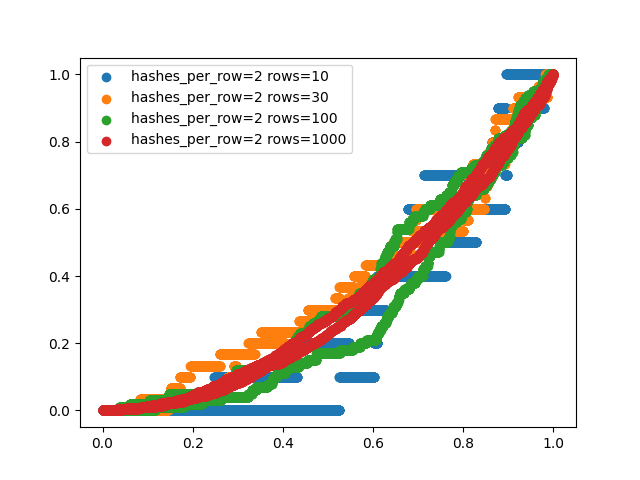 1.0
0.8
0.6
0.4
0.2
0.0
hashes_per_row=2 rows=10
hashes_per_row=2 rows=30
hashes_per_row=2 rows=100
hashes_per_row=2 rows=1000
0.0 0.2 0.4 0.6 0.8 1.0